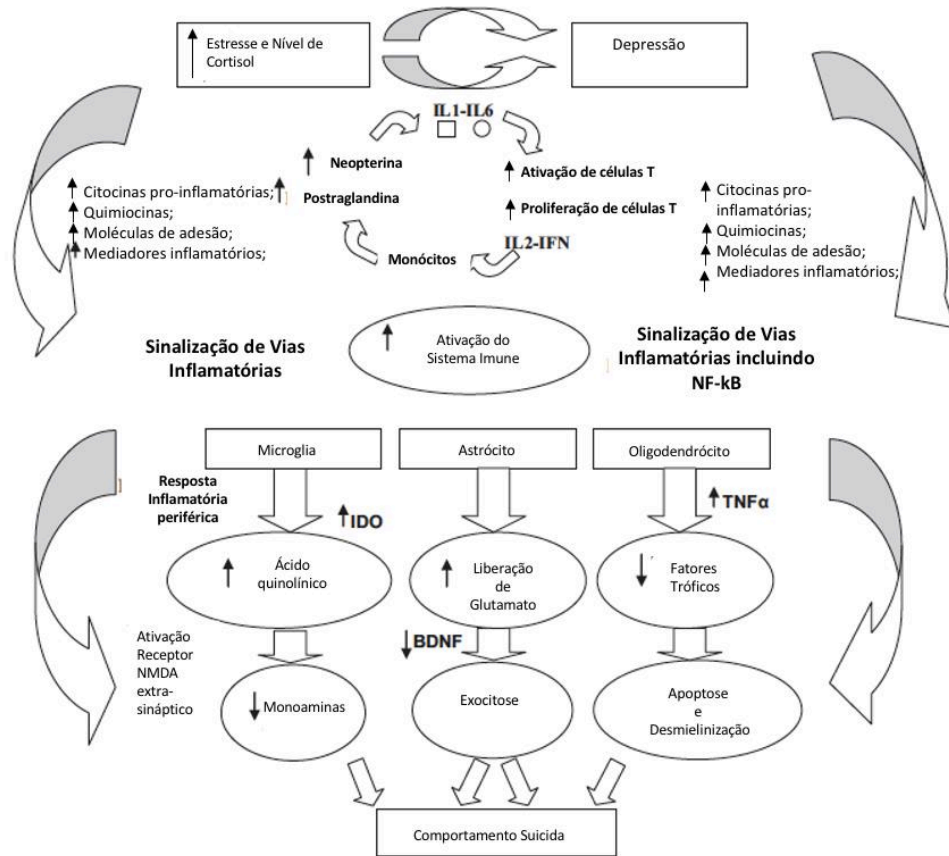 Estresse e Nível de
Cortisol
Depressão
IL1-IL6
Neopterina
Postraglandina
Ativação de células T
Proliferação de células T
IL2-IFN
Monócitos
Citocinas pro-inflamatórias;
Quimiocinas;
Moléculas de adesão;
Mediadores inflamatórios;
Citocinas pro-
inflamatórias;
Quimiocinas;
Moléculas de adesão;
Mediadores inflamatórios;
Sinalização de Vias
Inflamatórias
Ativação do
Sistema Imune
Sinalização de Vias
Inflamatórias incluindo
NF-kB
Microglia
Astrócito
Oligodendrócito
Resposta
Inflamatória
periférica
IDO
TNFα
Ácido
quinolínico
Liberação
de
Glutamato
Fatores
Tróficos
Ativação
Receptor
NMDA
extra-
sináptico
BDNF
Monoaminas
Exocitose
Apoptose
e
Desmielinização
Comportamento Suicida